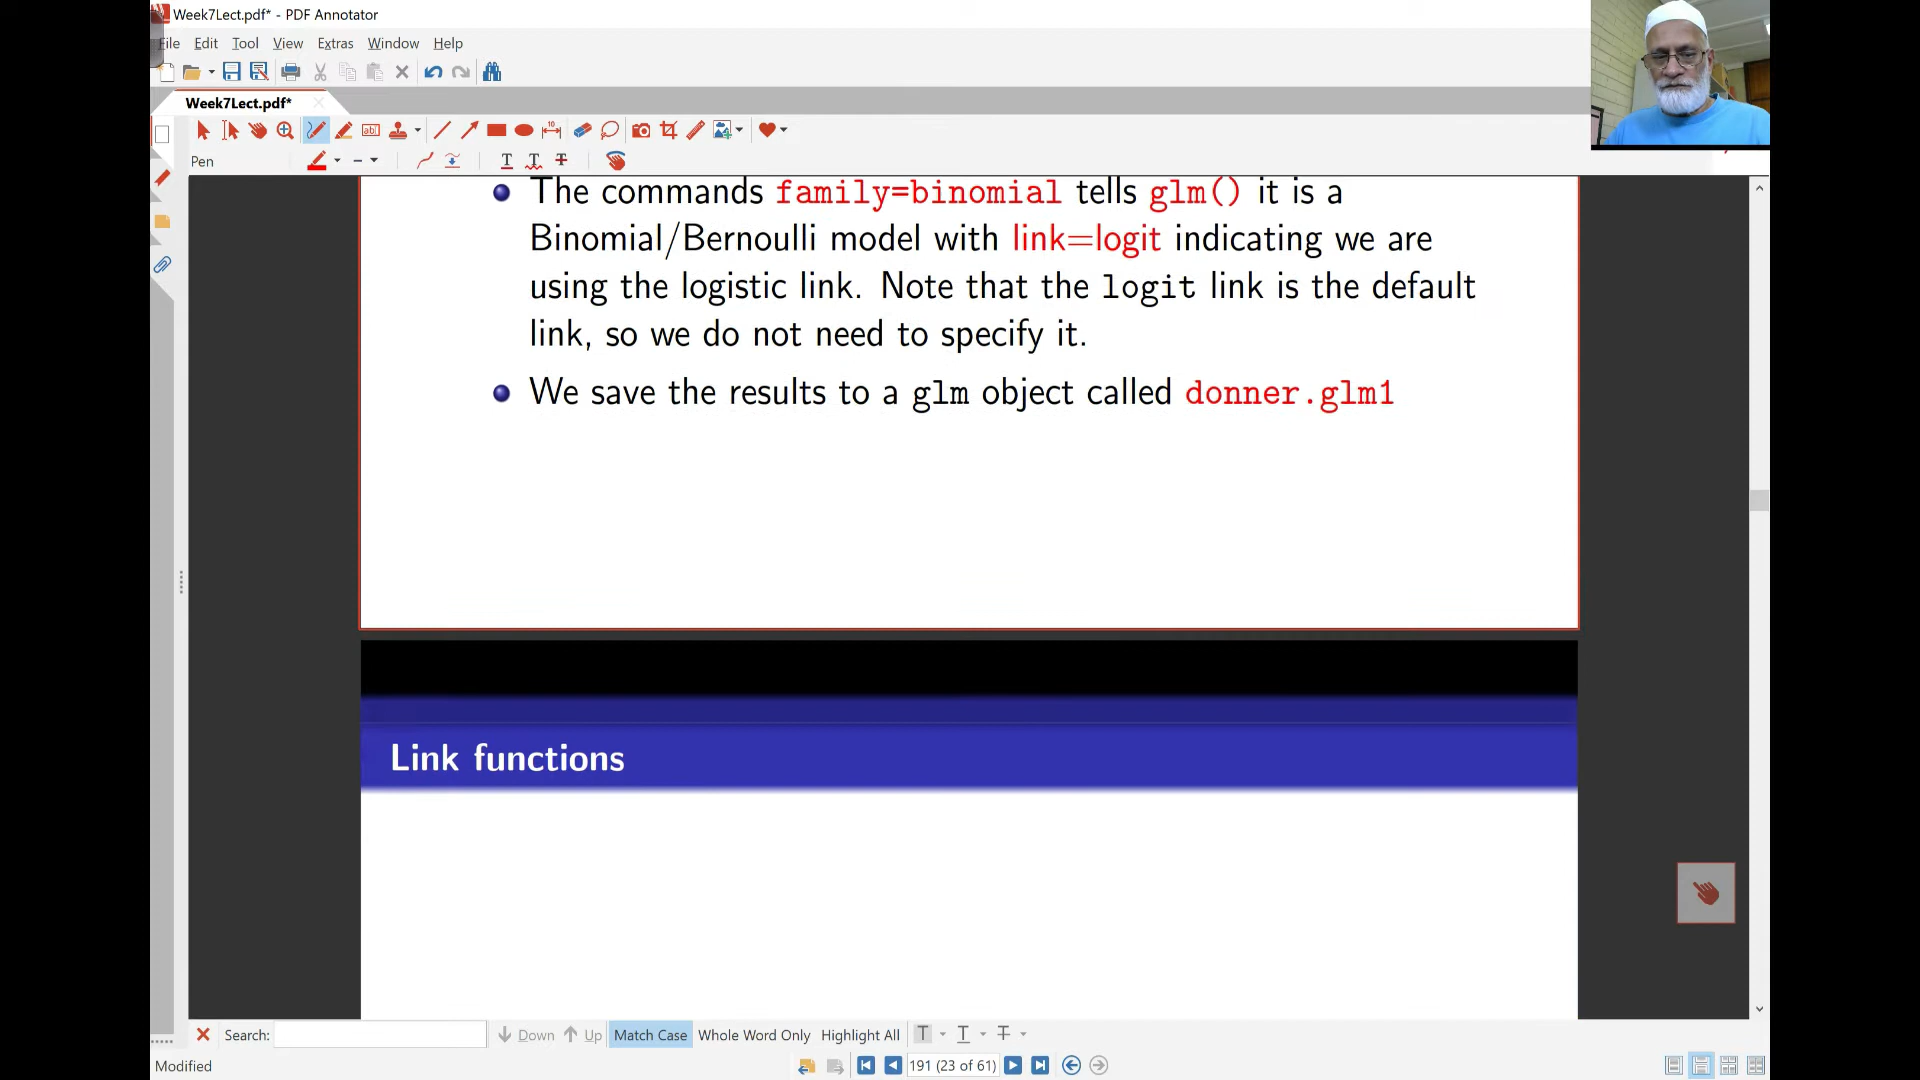 Week7Lect.pdf* - PDF Annotator
File Edit Tool View Extras Window Help
Week7Lect.pdf*
Pen
The commands family=binomial tells glm() it is a
Binomial/Bernoulli model with link=logit indicating we are
using the logistic link. Note that the logit link is the default
link, so we do not need to specify it.
We save the results to a glm object called donner.glm1
Link functions
Search: Down Up Match Case Whole Word Only Highlight All
Modified 191 (23 of 61)